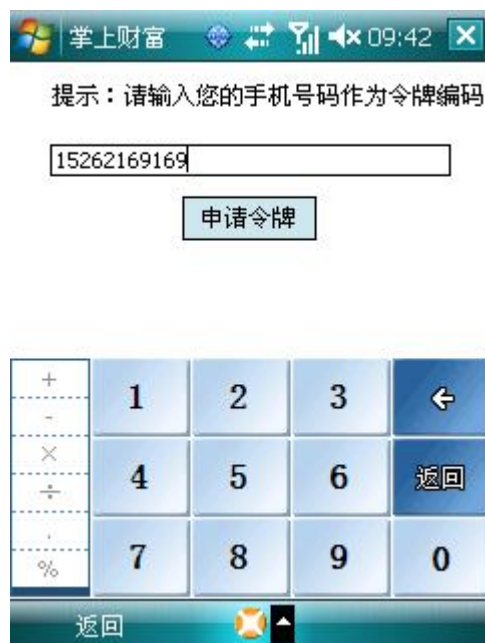 掌上财富 09:42
提示：请输入您的手机号码作为令牌编码
15262169169
申请令牌
+ 1 2 3 ←
-
× 4 5 6 返回
÷
. 7 8 9 0
%
返回